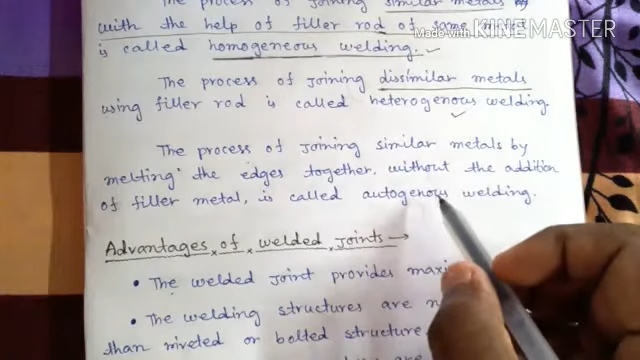 The process of joining similar metals
with the help of filler rod of same
Made with KINEMASTER
is called homogeneous welding.
The process of joining dissimilar metals
using filler rod is called heterogenous welding.
The process of joining similar metals by
melting the edges together, without the addition
of filler metal, is called autogenous welding.
Advantages of welded joints →
• The welded joint provides maxi
• The welding structures are
than riveted or bolted structure